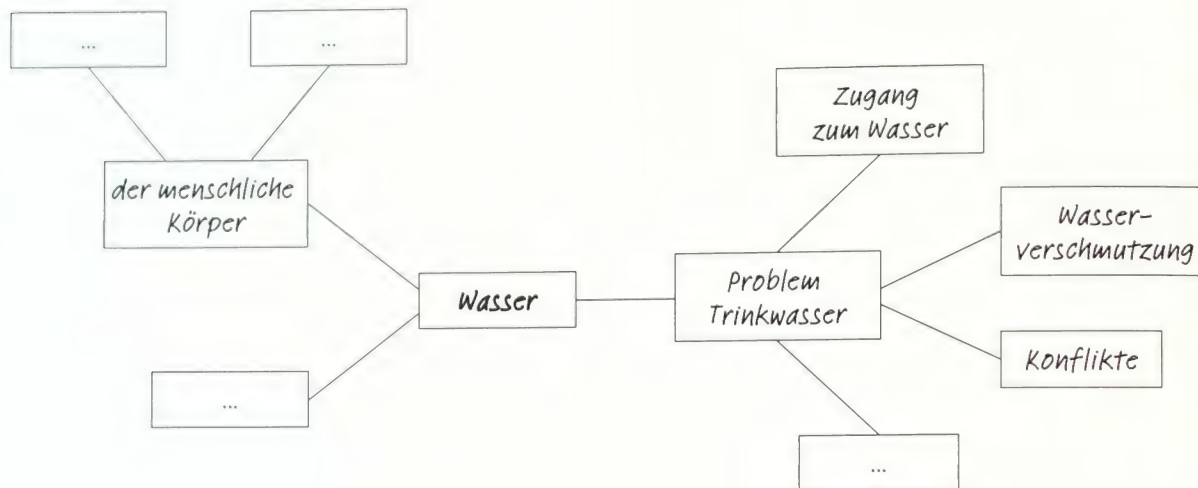 ...
...
Zugang
zum Wasser
der menschliche
Körper
Wasser-
verschmutzung
Wasser
Problem
Trinkwasser
Konflikte
...
...